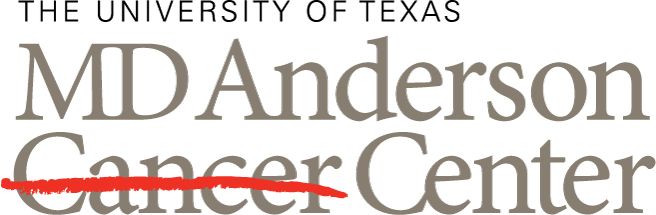 THE UNIVERSITY OF TEXAS
MD Anderson
Cancer Center